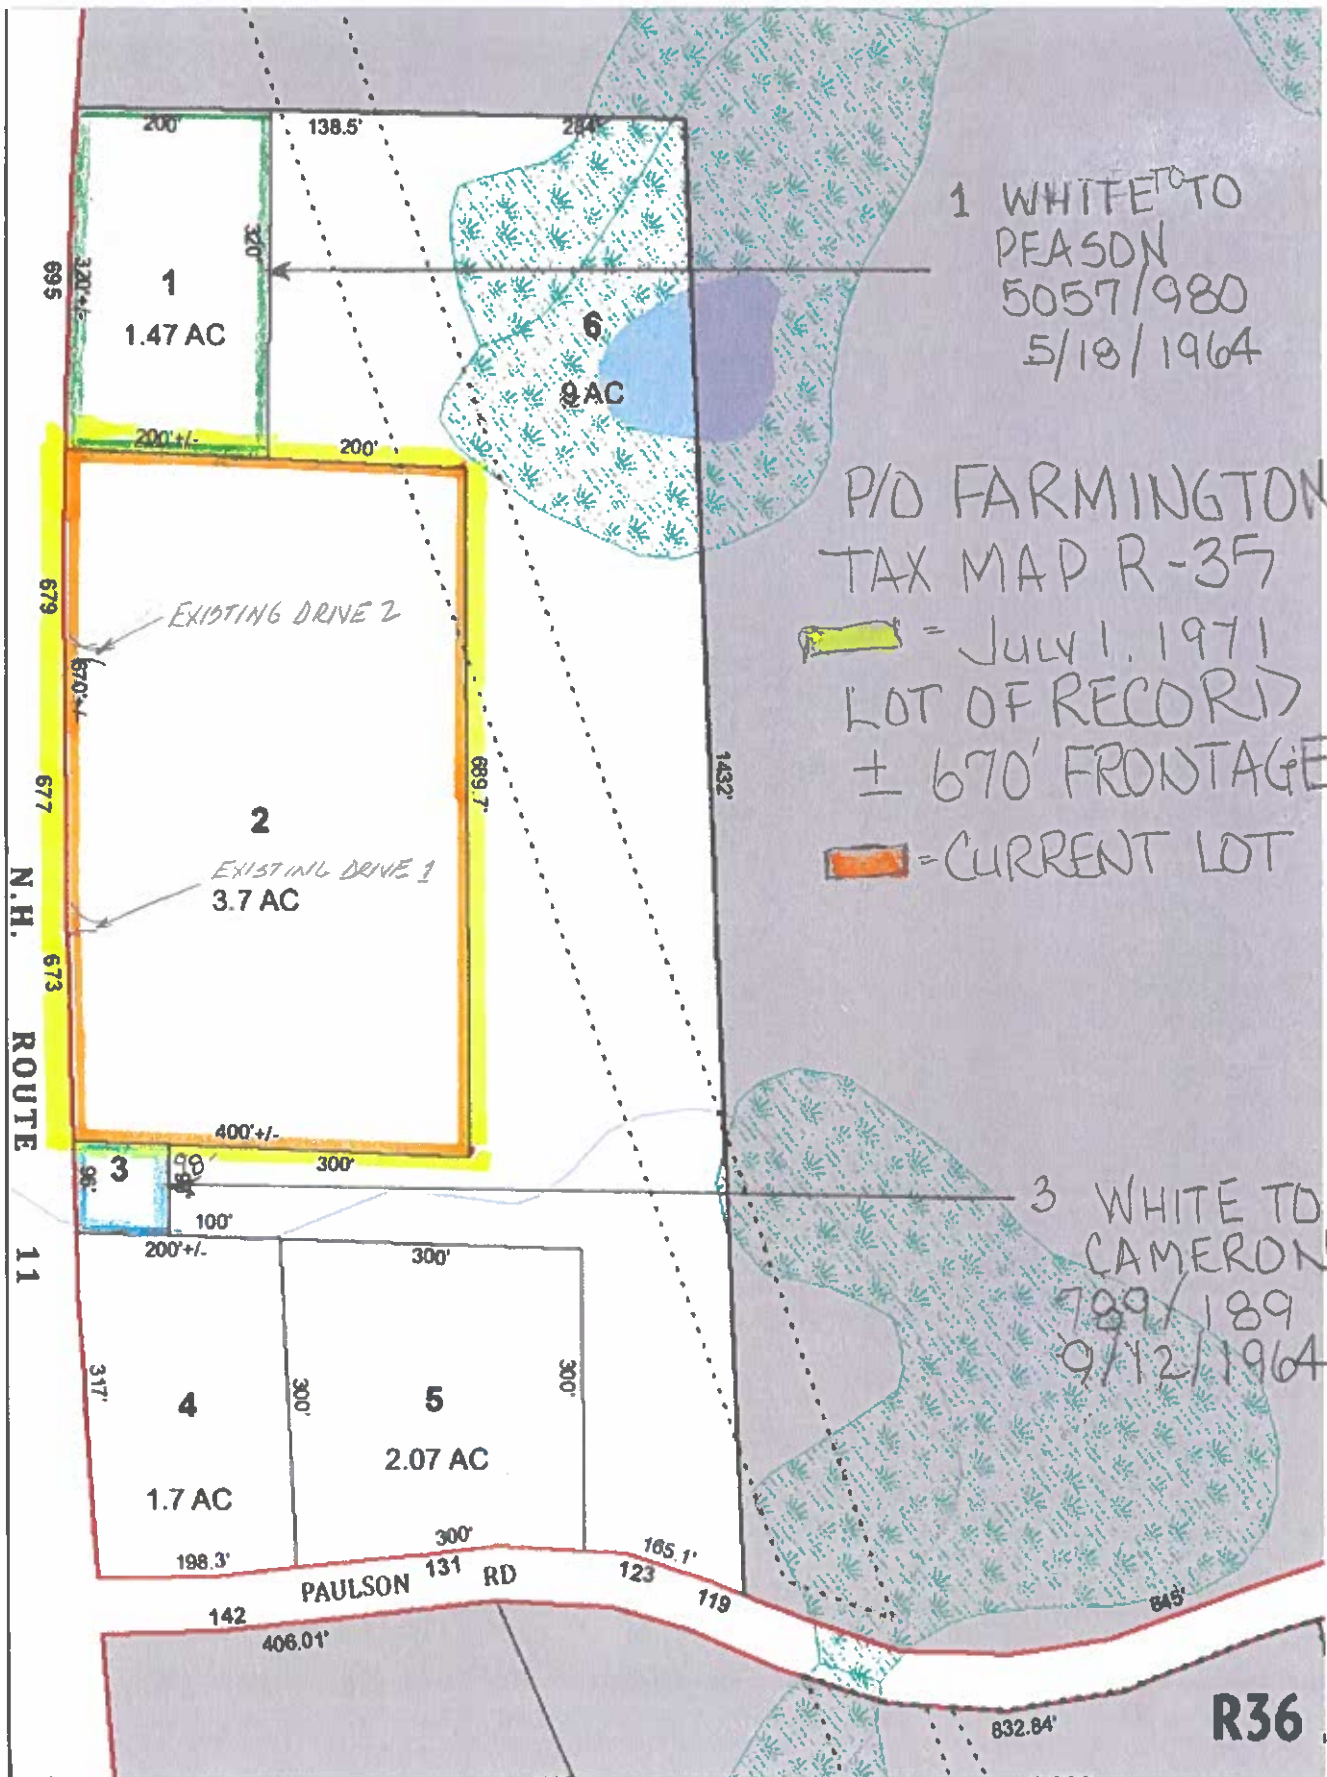 200'
138.5'
284'
1 WHITE TO TO
PEASON
5057/980
5/18/1964
695
320'+/-
320'
1
1.47 AC
6
9 AC
200'+/-
200'
P/O FARMINGTON
TAX MAP R-35
= JULY 1, 1971
LOT OF RECORD
± 670' FRONTAGE
= CURRENT LOT
679
EXISTING DRIVE 2
670'+/-
677
689.7'
1432'
2
EXISTING DRIVE 1
3.7 AC
673
N.H. ROUTE 11
400'+/-
300'
3
96'
98'
100'
3 WHITE TO
CAMERON
789/189
9/12/1964
200'+/-
300'
317'
300'
300'
4
1.7 AC
5
2.07 AC
198.3'
300'
165.1'
PAULSON RD
131
123
119
142
406.01'
845'
832.84'
R36